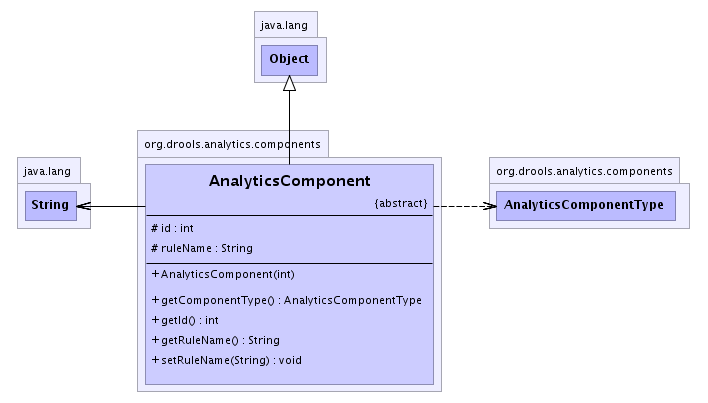 java.lang
Object
org.drools.analytics.components
java.lang
String
AnalyticsComponent
{abstract}
# id : int
# ruleName : String
+ AnalyticsComponent(int)
+ getComponentType() : AnalyticsComponentType
+ getId() : int
+ getRuleName() : String
+ setRuleName(String) : void
org.drools.analytics.components
AnalyticsComponentType